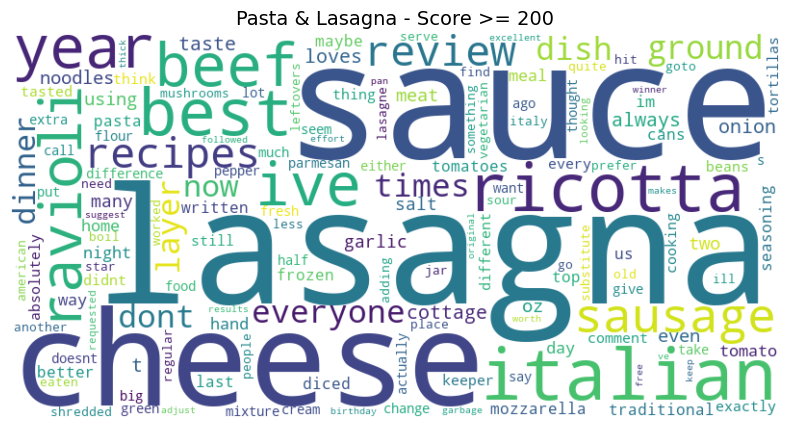 Pasta & Lasagna - Score >= 200
year
beef
taste
maybe
loves
serve
excellent
review
dish
ground
goto
thick
noodles
think
mushrooms
lot
leftovers
thing
meat
lasagne
pan
sauce
find
quite
hit
tortillas
tasted
using
best
meal
winner
ago
im
looking
thought
always
extra
pasta
seem
something
vegetarian
italy
cans
onion
call
flour
followed
effort
ravioli
recipes
difference
much
parmesan
either
tomatoes
every
prefer
beans
s
dinner
put
need
pepper
ive
times
ricotta
want
sour
makes
many
suggest
layer
worked
now
written
fresh
less
salt
original
seasoning
home
boil
still
lasagna
garlic
different
go
us
cooking
two
american
absolutely
night
star
didnt
half
frozen
adding
jar
substitute
old
ill
way
food
top
give
requested
dont
everyone
cottage
oz
worth
sausage
another
results
hand
place
comment
even
doesnt
t
regular
people
cheese
actually
italian
day
free
ve
take
keep
tomato
better
eaten
big
last
diced
keeper
say
shredded
green
adjust
mixture
cream
birthday
change
garbage
mozzarella
traditional
exactly